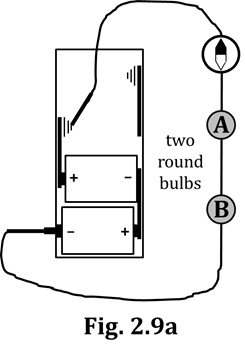 A
two
round
bulbs
B
+ −
− +
Fig. 2.9a